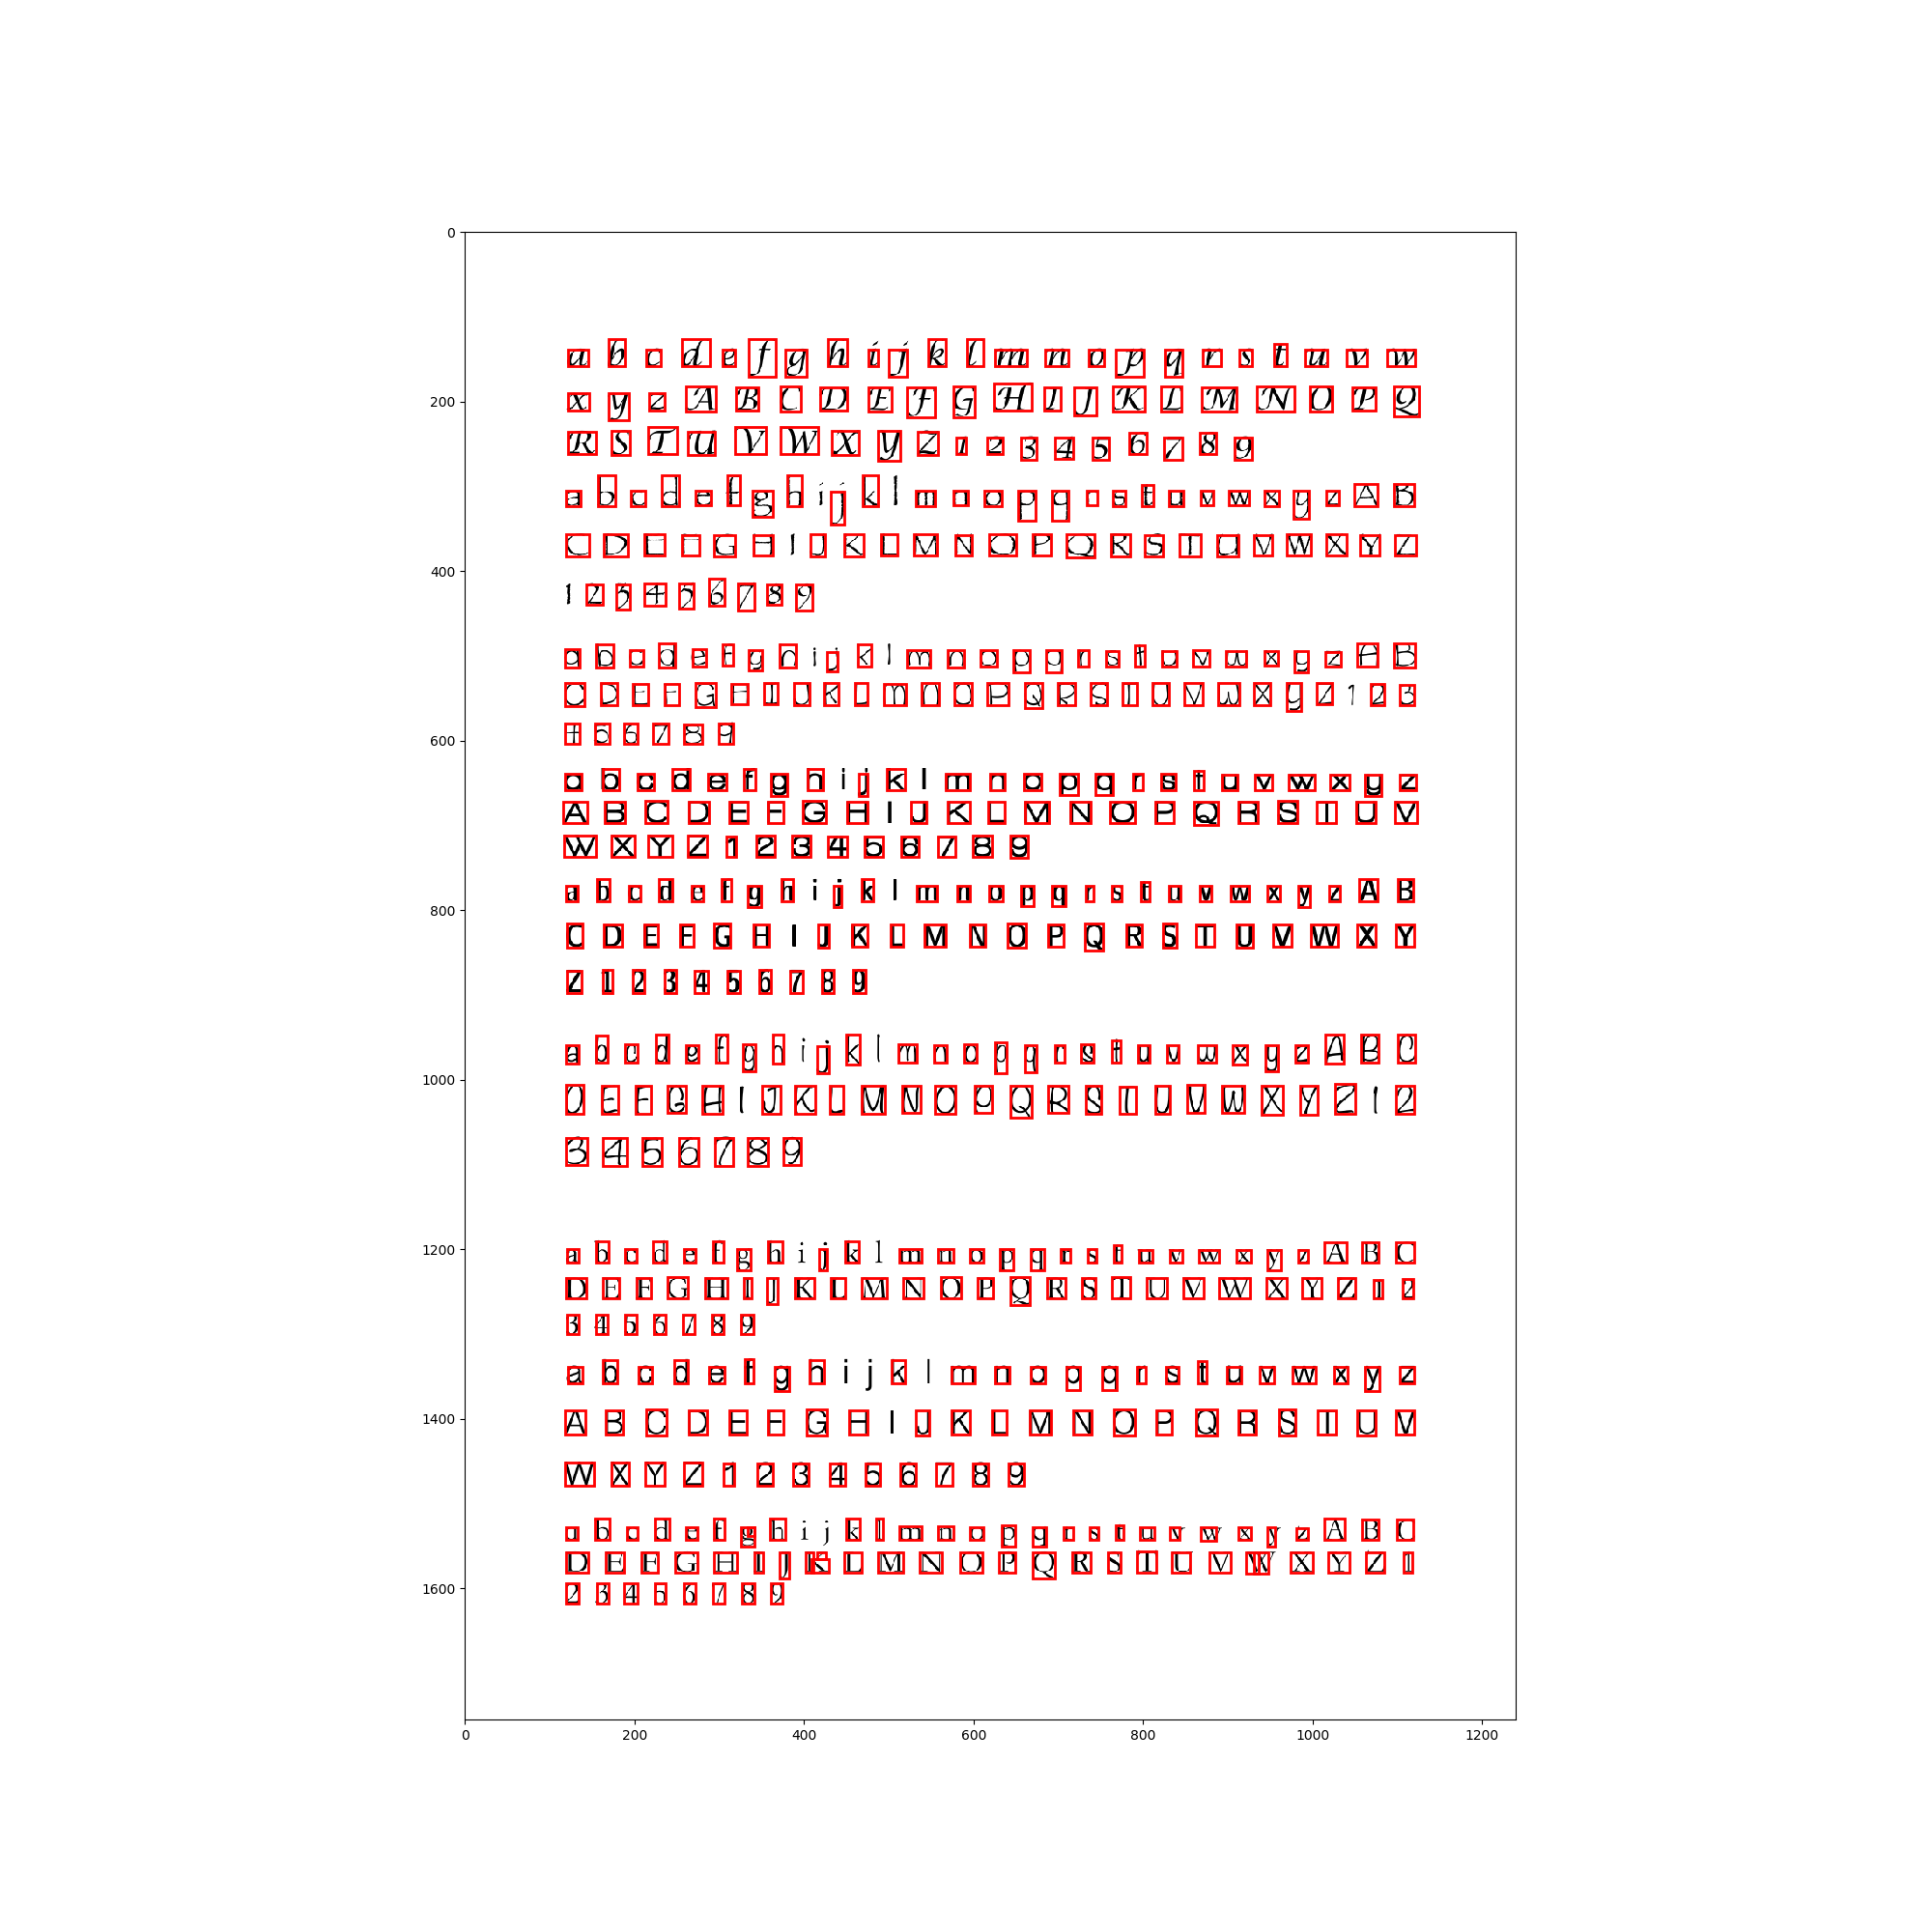 0
200
400
600
800
1000
1200
1400
1600
a b c d e f g h i j k l m n o p q r s t u v w
x y z A B C D E F G H I J K L M N O P Q
R S T U V W X Y Z 1 2 3 4 5 6 7 8 9
a b c d e f g h i j k l m n o p q r s t u v w x y z A B
C D E F G H I J K L M N O P Q R S T U V W X Y Z
1 2 3 4 5 6 7 8 9
a b c d e f g h i j k l m n o p q r s t u v w x y z A B
C D E F G H I J K L M N O P Q R S T U V W X y Z 1 2 3
4 5 6 7 8 9
a b c d e f g h i j k l m n o p q r s t u v w x y z
A B C D E F G H I J K L M N O P Q R S T U V
W X Y Z 1 2 3 4 5 6 7 8 9
a b c d e f g h i j k l m n o p q r s t u v w x y z A B
C D E F G H I J K L M N O P Q R S T U V W X Y
Z 1 2 3 4 5 6 7 8 9
a b c d e f g h i j k l m n o p q r s t u v w x y z A B C
D E F G H I J K L M N O P Q R S T U V W X Y Z 1 2
3 4 5 6 7 8 9
a b c d e f g h i j k l m n o p q r s t u v w x y z A B C
D E F G H I J K L M N O P Q R S T U V W X Y Z 1 2
3 4 5 6 7 8 9
a b c d e f g h i j k l m n o p q r s t u v w x y z
A B C D E F G H I J K L M N O P Q R S T U V
W X Y Z 1 2 3 4 5 6 7 8 9
a b c d e f g h i j k l m n o p q r s t u v w x y z A B C
D E F G H I J K L M N O P Q R S T U V W X Y Z 1
2 3 4 5 6 7 8 9
0 200 400 600 800 1000 1200